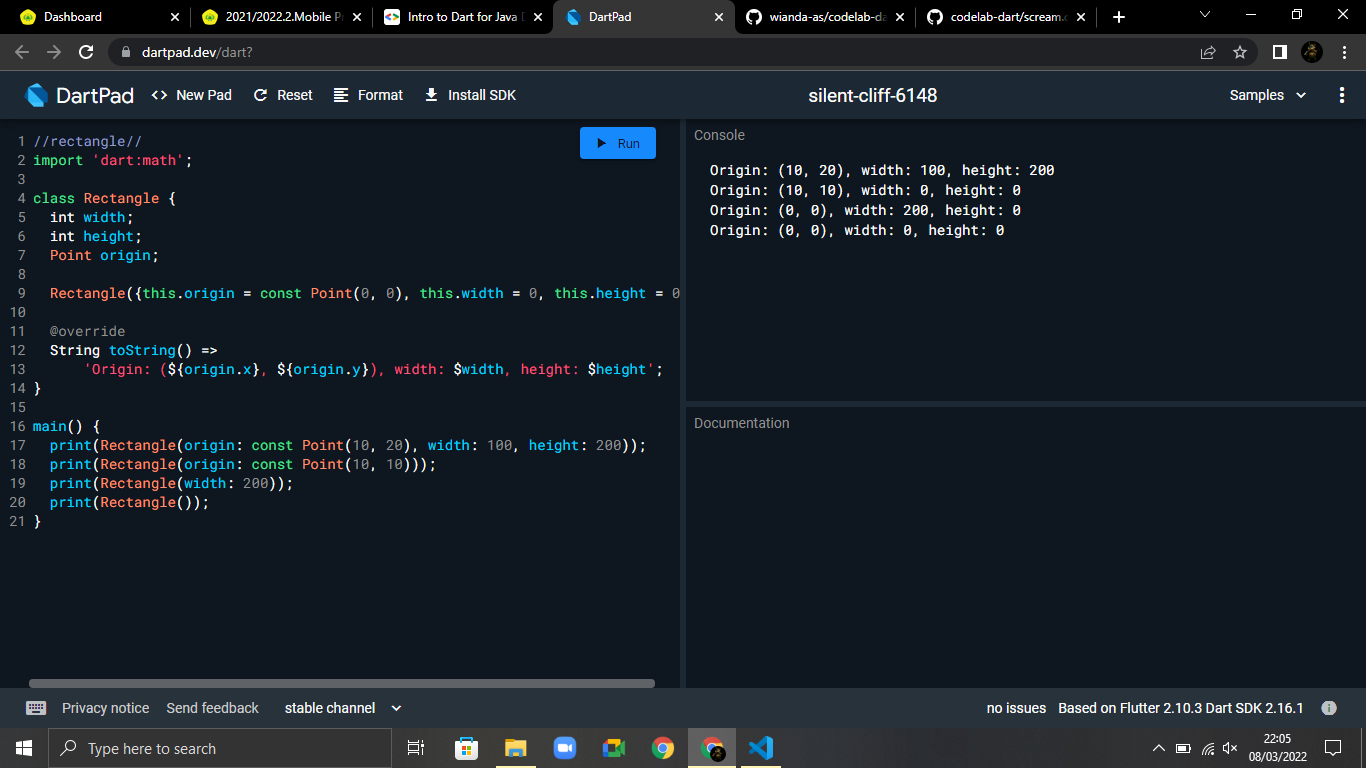 Dashboard
2021/2022.2.Mobile P
Intro to Dart for Java D
DartPad
wianda-as/codelab-da
codelab-dart/scream.
dartpad.dev/dart?
DartPad
<> New Pad
Reset
Format
Install SDK
silent-cliff-6148
Samples
Run
1 //rectangle//
2 import 'dart:math';
3
4 class Rectangle {
5 int width;
6 int height;
7 Point origin;
8
9 Rectangle({this.origin = const Point(0, 0), this.width = 0, this.height = 0
10
11 @override
12 String toString() =>
13 'Origin: (${origin.x}, ${origin.y}), width: $width, height: $height';
14 }
15
16 main() {
17 print(Rectangle(origin: const Point(10, 20), width: 100, height: 200));
18 print(Rectangle(origin: const Point(10, 10)));
19 print(Rectangle(width: 200));
20 print(Rectangle());
21 }
Console
Origin: (10, 20), width: 100, height: 200
Origin: (10, 10), width: 0, height: 0
Origin: (0, 0), width: 200, height: 0
Origin: (0, 0), width: 0, height: 0
Documentation
Privacy notice
Send feedback
stable channel
no issues
Based on Flutter 2.10.3 Dart SDK 2.16.1
Type here to search
22:05
08/03/2022